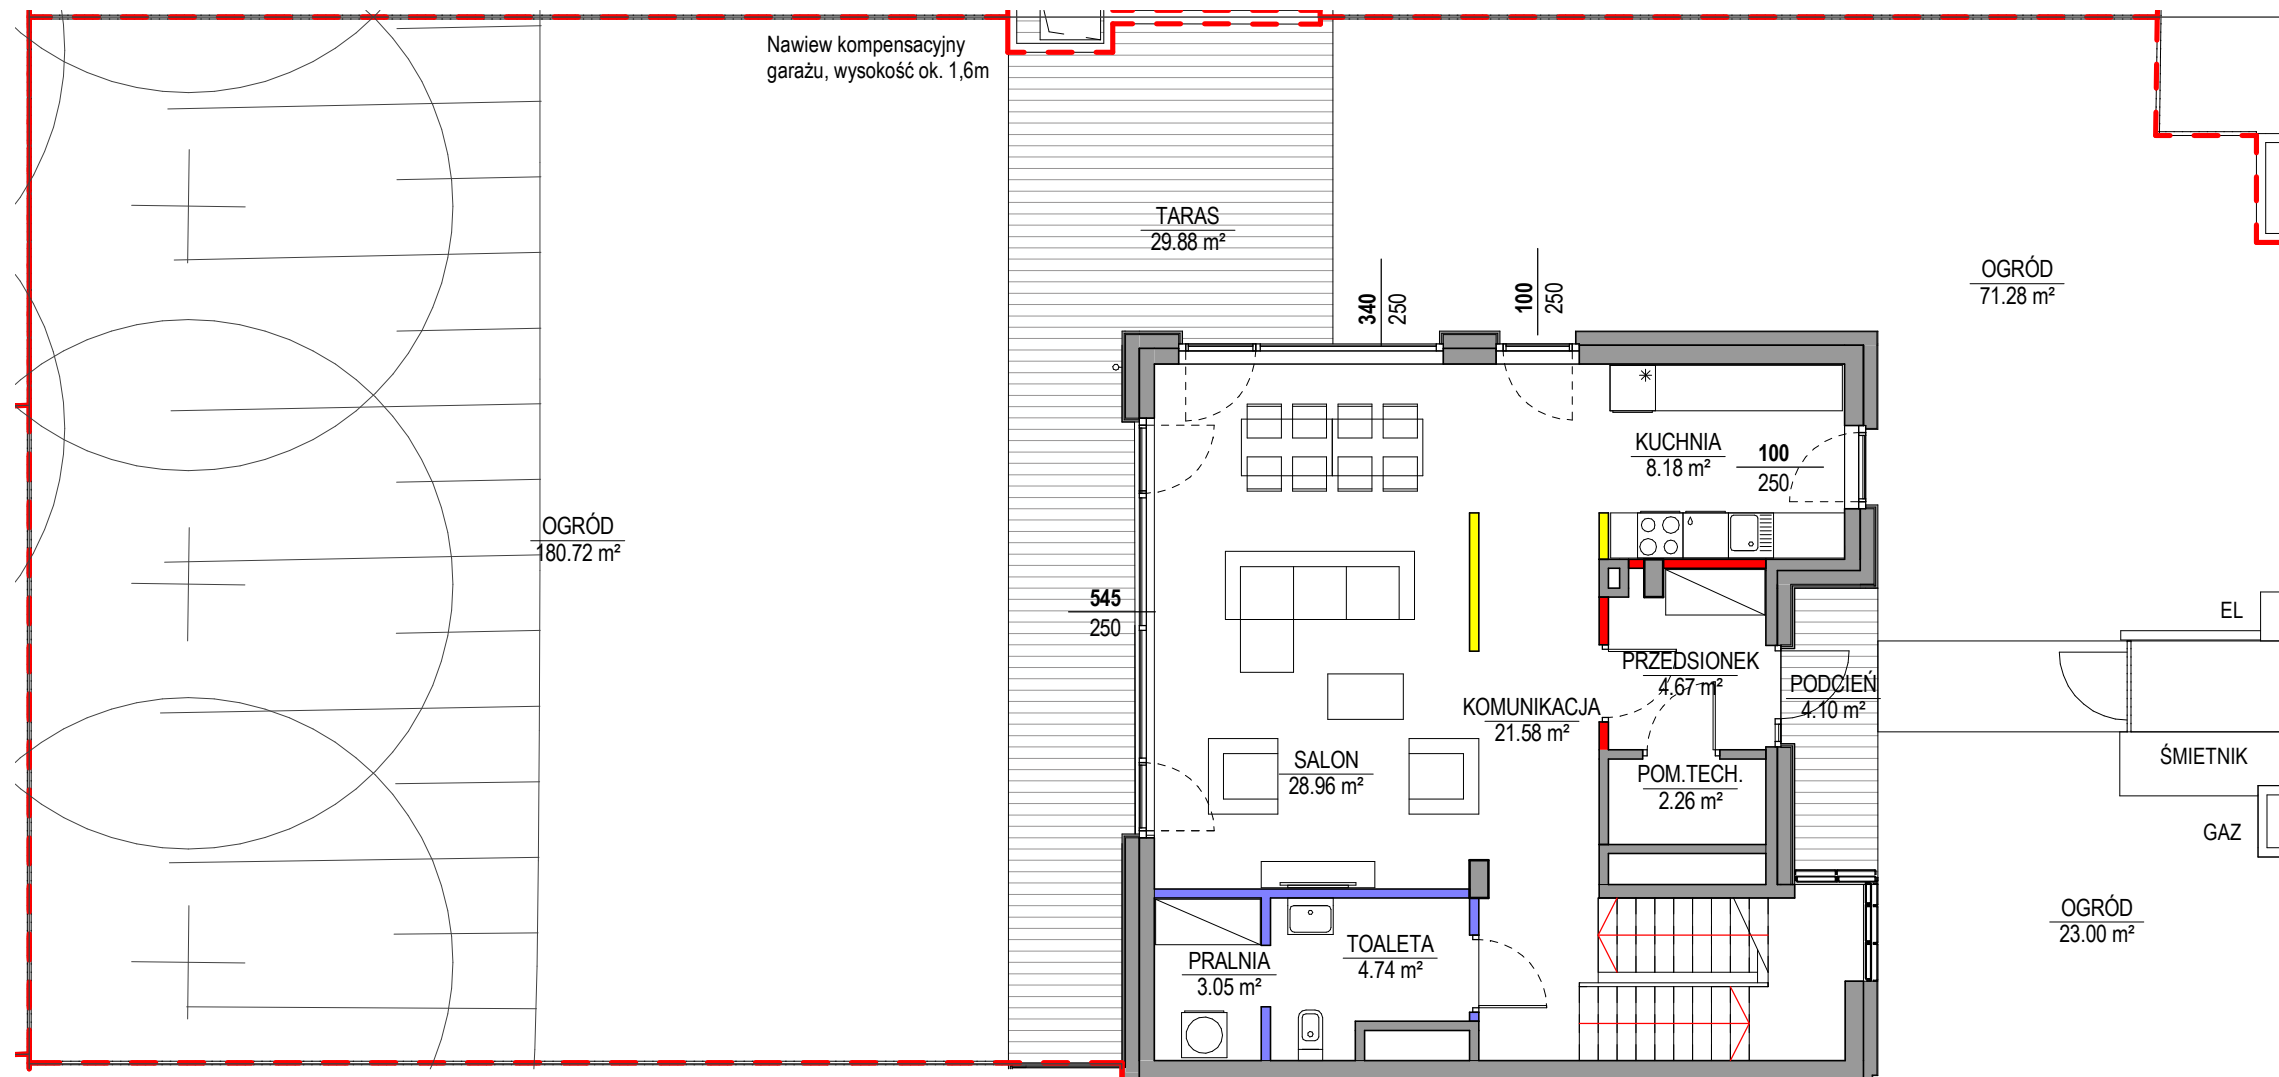 Nawiew kompensacyjny
garażu, wysokość ok. 1,6m
TARAS
29.88 m²
340
250
100
250
OGRÓD
71.28 m²
KUCHNIA
8.18 m²
100
250
OGRÓD
180.72 m²
545
250
EL
PRZEDSIONEK
4.67 m²
PODCIEŃ
4.10 m²
KOMUNIKACJA
21.58 m²
SALON
28.96 m²
POM.TECH.
2.26 m²
ŚMIETNIK
GAZ
OGRÓD
23.00 m²
TOALETA
4.74 m²
PRALNIA
3.05 m²